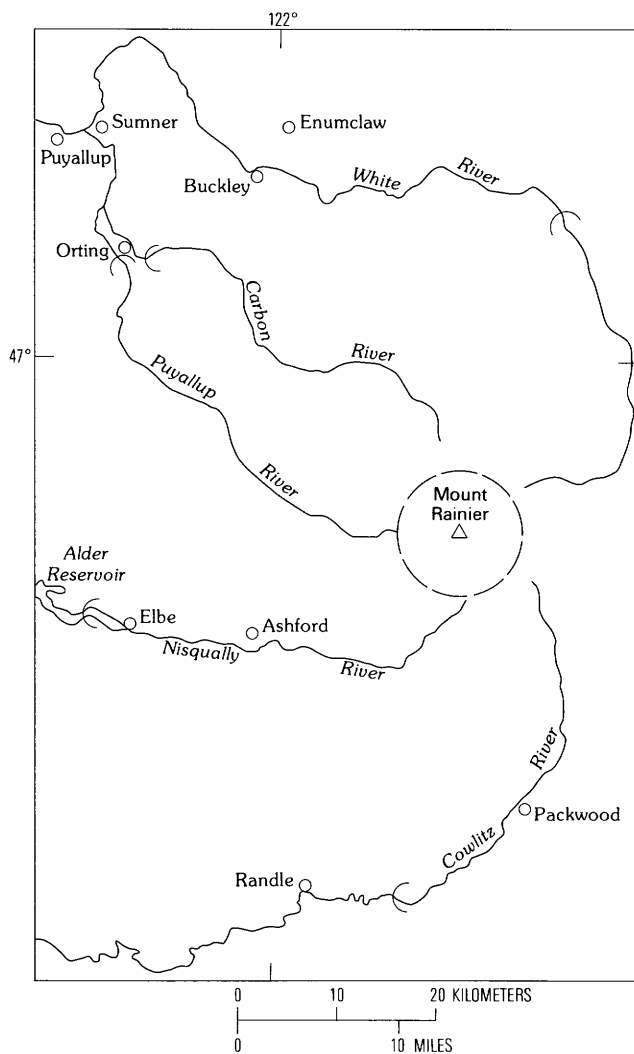 122°
Sumner
Enumclaw
Puyallup
Buckley
White
River
Orting
Carbon
River
47°
Puyallup
River
Mount
Rainier
Alder
Reservoir
Elbe
Ashford
Nisqually
River
River
Packwood
Cowlitz
Randle
0 10 20 KILOMETERS
0 10 MILES